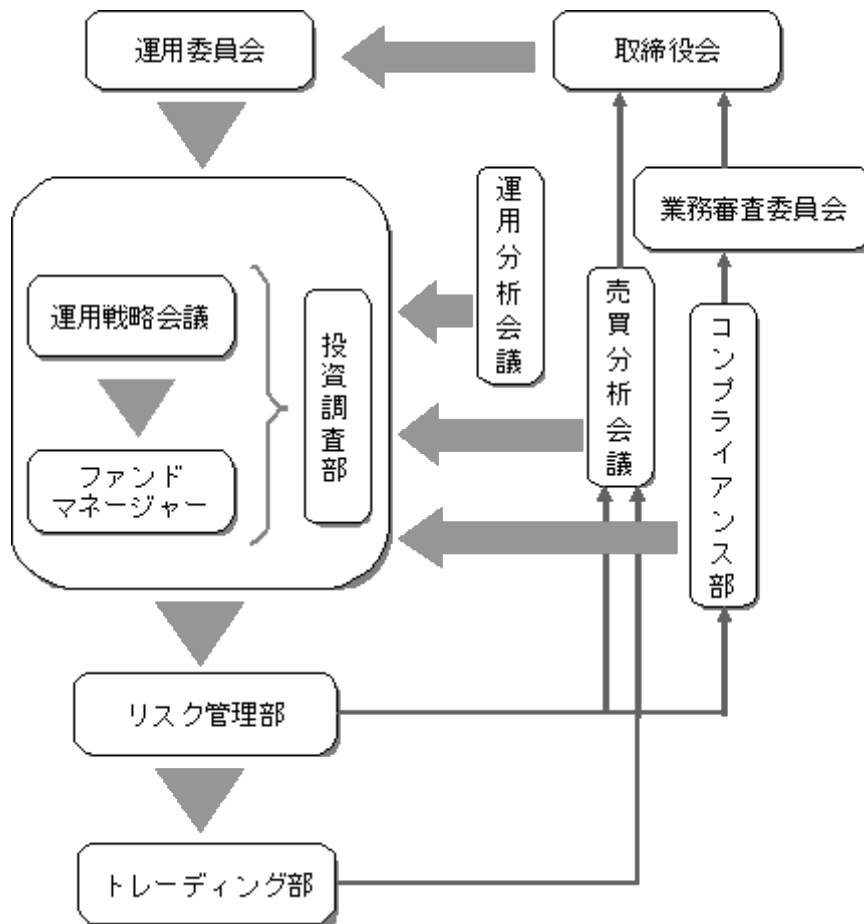 運用委員会
取締役会
運用分析会議
業務審査委員会
運用戦略会議
投資調査部
売買分析会議
コンプライアンス部
ファンド
マネージャー
リスク管理部
トレーディング部